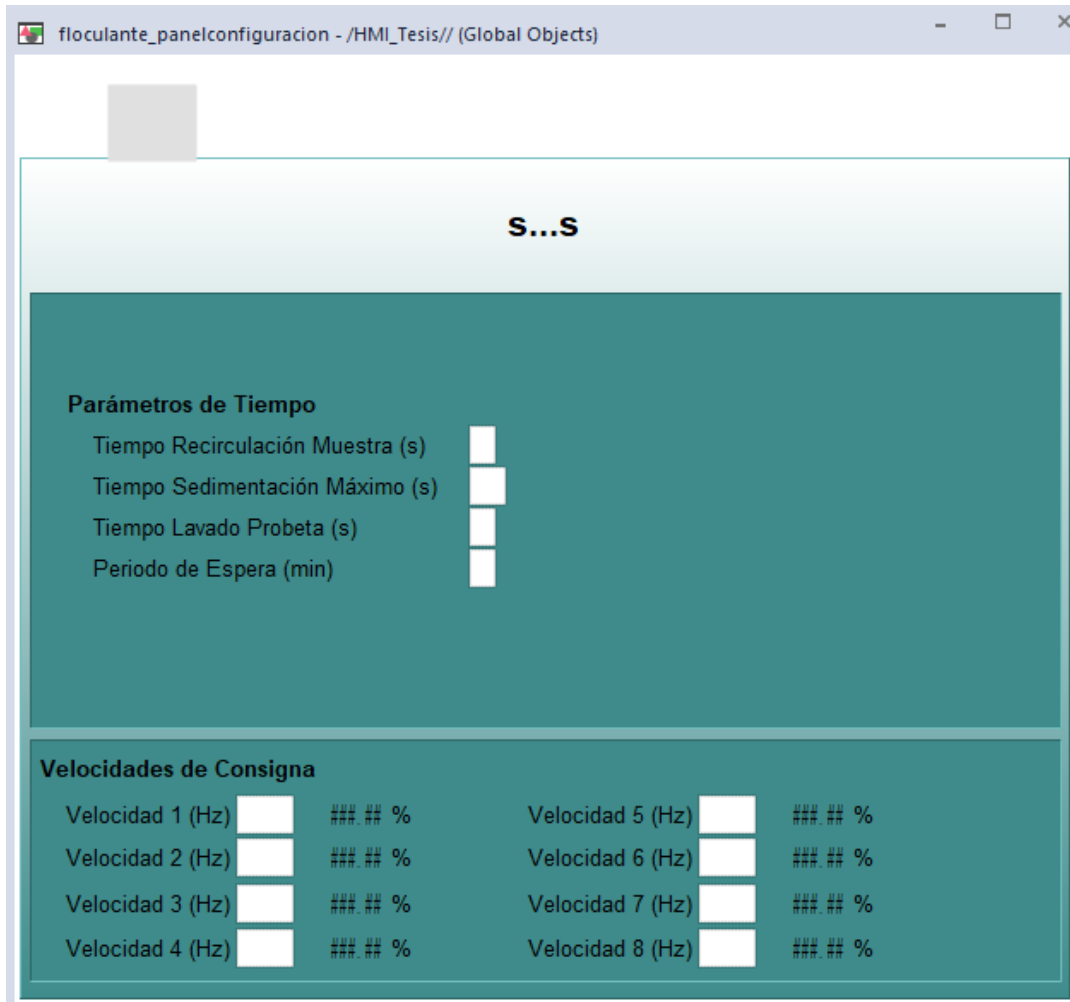 floculante_panelconfiguracion - /HMI_Tesis// (Global Objects)
s...s
Parámetros de Tiempo
Tiempo Recirculación Muestra (s)
Tiempo Sedimentación Máximo (s)
Tiempo Lavado Probeta (s)
Periodo de Espera (min)
Velocidades de Consigna
Velocidad 1 (Hz) ###.## % Velocidad 5 (Hz) ###.## %
Velocidad 2 (Hz) ###.## % Velocidad 6 (Hz) ###.## %
Velocidad 3 (Hz) ###.## % Velocidad 7 (Hz) ###.## %
Velocidad 4 (Hz) ###.## % Velocidad 8 (Hz) ###.## %